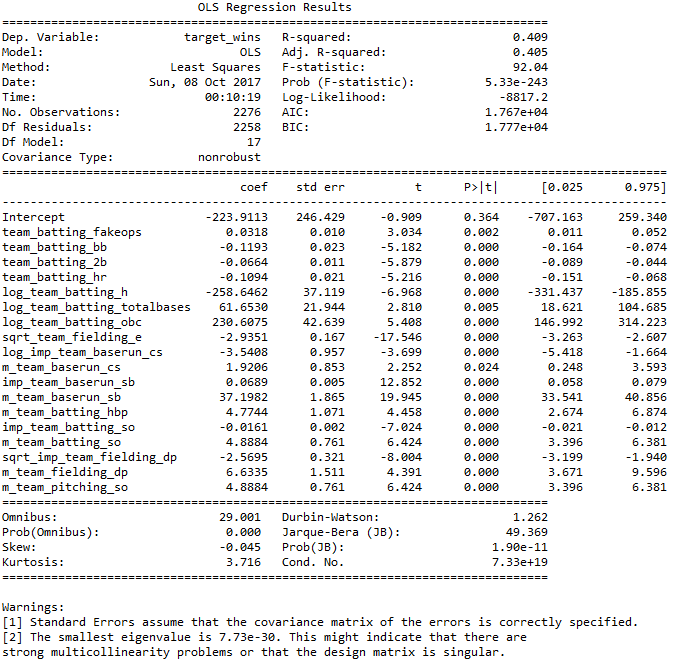 OLS Regression Results
==============================================================================
Dep. Variable:            target_wins   R-squared:                       0.409
Model:                            OLS   Adj. R-squared:                  0.405
Method:                 Least Squares   F-statistic:                     92.04
Date:                Sun, 08 Oct 2017   Prob (F-statistic):          5.33e-243
Time:                        00:10:19   Log-Likelihood:                -8817.2
No. Observations:                2276   AIC:                         1.767e+04
Df Residuals:                    2258   BIC:                         1.777e+04
Df Model:                          17
Covariance Type:            nonrobust
===============================================================================================
                                  coef    std err          t      P>|t|      [0.025      0.975]
-----------------------------------------------------------------------------------------------
Intercept                    -223.9113    246.429     -0.909      0.364    -707.163     259.340
team_batting_fakeops            0.0318      0.010      3.034      0.002       0.011       0.052
team_batting_bb                -0.1193      0.023     -5.182      0.000      -0.164      -0.074
team_batting_2b                -0.0664      0.011     -5.879      0.000      -0.089      -0.044
team_batting_hr                -0.1094      0.021     -5.216      0.000      -0.151      -0.068
log_team_batting_h           -258.6462     37.119     -6.968      0.000    -331.437    -185.855
log_team_batting_totalbases    61.6530     21.944      2.810      0.005      18.621     104.685
log_team_batting_obc          230.6075     42.639      5.408      0.000     146.992     314.223
sqrt_team_fielding_e           -2.9351      0.167    -17.546      0.000      -3.263      -2.607
log_imp_team_baserun_cs        -3.5408      0.957     -3.699      0.000      -5.418      -1.664
m_team_baserun_cs               1.9206      0.853      2.252      0.024       0.248       3.593
imp_team_baserun_sb             0.0689      0.005     12.852      0.000       0.058       0.079
m_team_baserun_sb              37.1982      1.865     19.945      0.000      33.541      40.856
m_team_batting_hbp              4.7744      1.071      4.458      0.000       2.674       6.874
imp_team_batting_so            -0.0161      0.002     -7.024      0.000      -0.021      -0.012
m_team_batting_so               4.8884      0.761      6.424      0.000       3.396       6.381
sqrt_imp_team_fielding_dp      -2.5695      0.321     -8.004      0.000      -3.199      -1.940
m_team_fielding_dp              6.6335      1.511      4.391      0.000       3.671       9.596
m_team_pitching_so              4.8884      0.761      6.424      0.000       3.396       6.381
==============================================================================
Omnibus:                       29.001   Durbin-Watson:                   1.262
Prob(Omnibus):                  0.000   Jarque-Bera (JB):               49.369
Skew:                          -0.045   Prob(JB):                     1.90e-11
Kurtosis:                       3.716   Cond. No.                     7.33e+19
==============================================================================

Warnings:
[1] Standard Errors assume that the covariance matrix of the errors is correctly specified.
[2] The smallest eigenvalue is 7.73e-30. This might indicate that there are
strong multicollinearity problems or that the design matrix is singular.